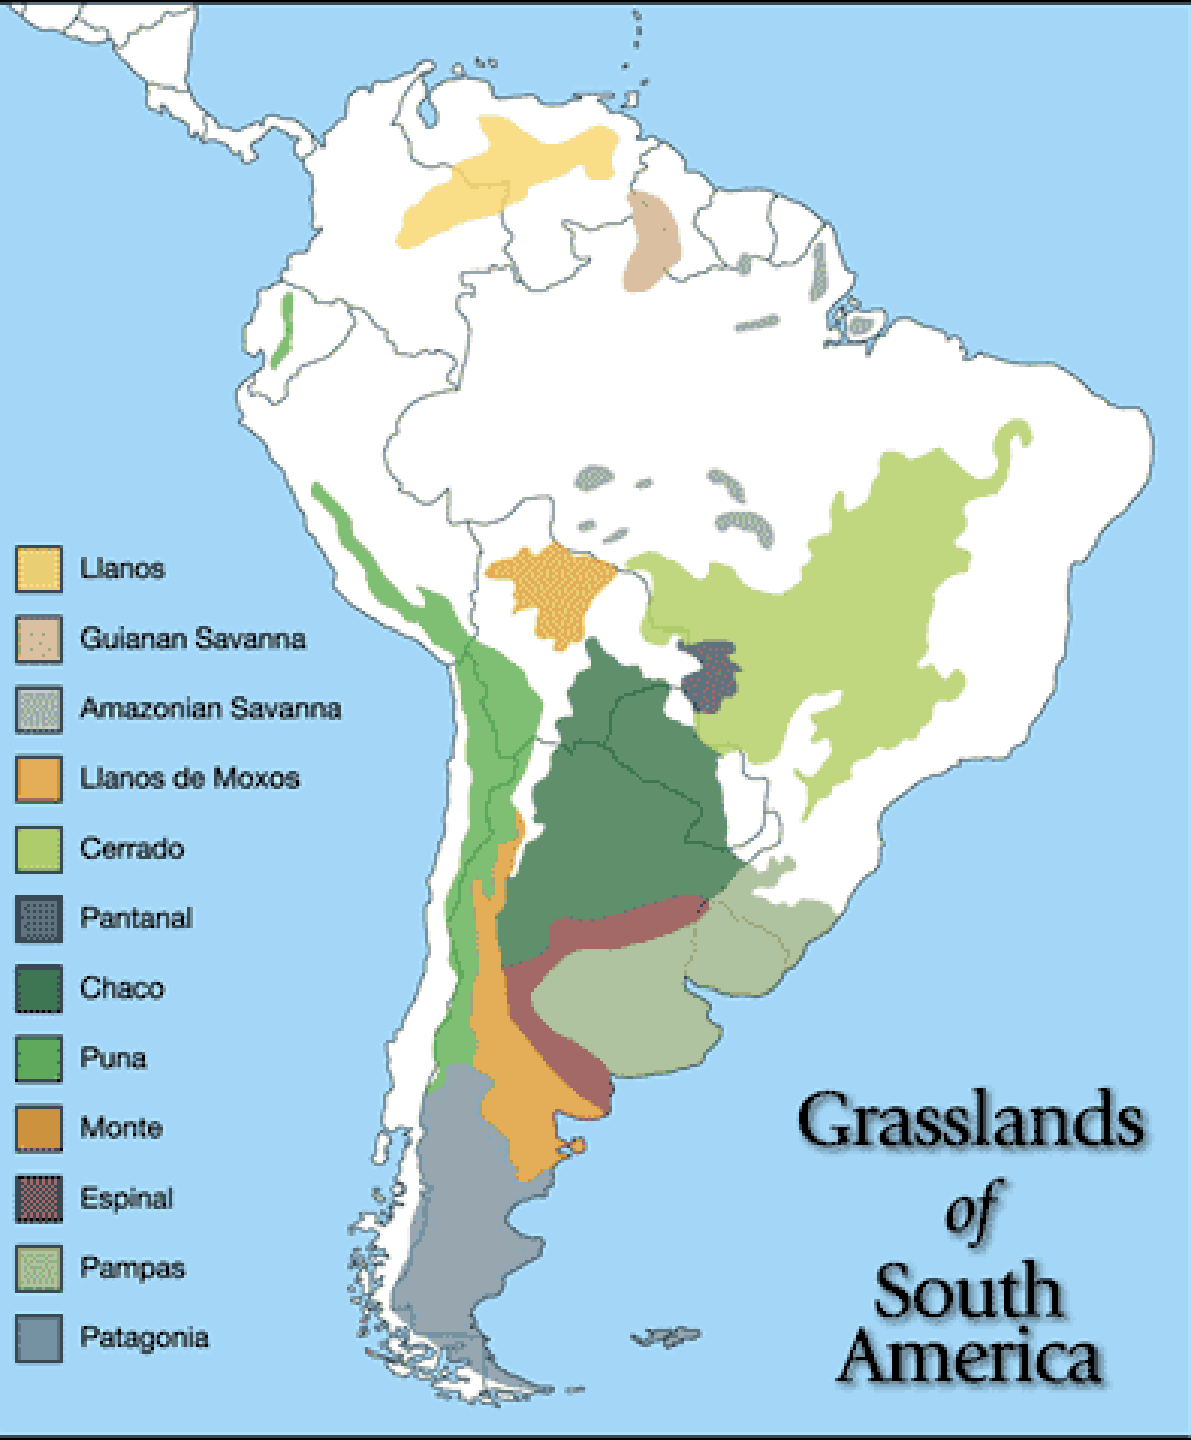 Llanos
Guianan Savanna
Amazonian Savanna
Llanos de Moxos
Cerrado
Pantanal
Chaco
Puna
Monte
Espinal
Pampas
Patagonia
Grasslands
of
South
America